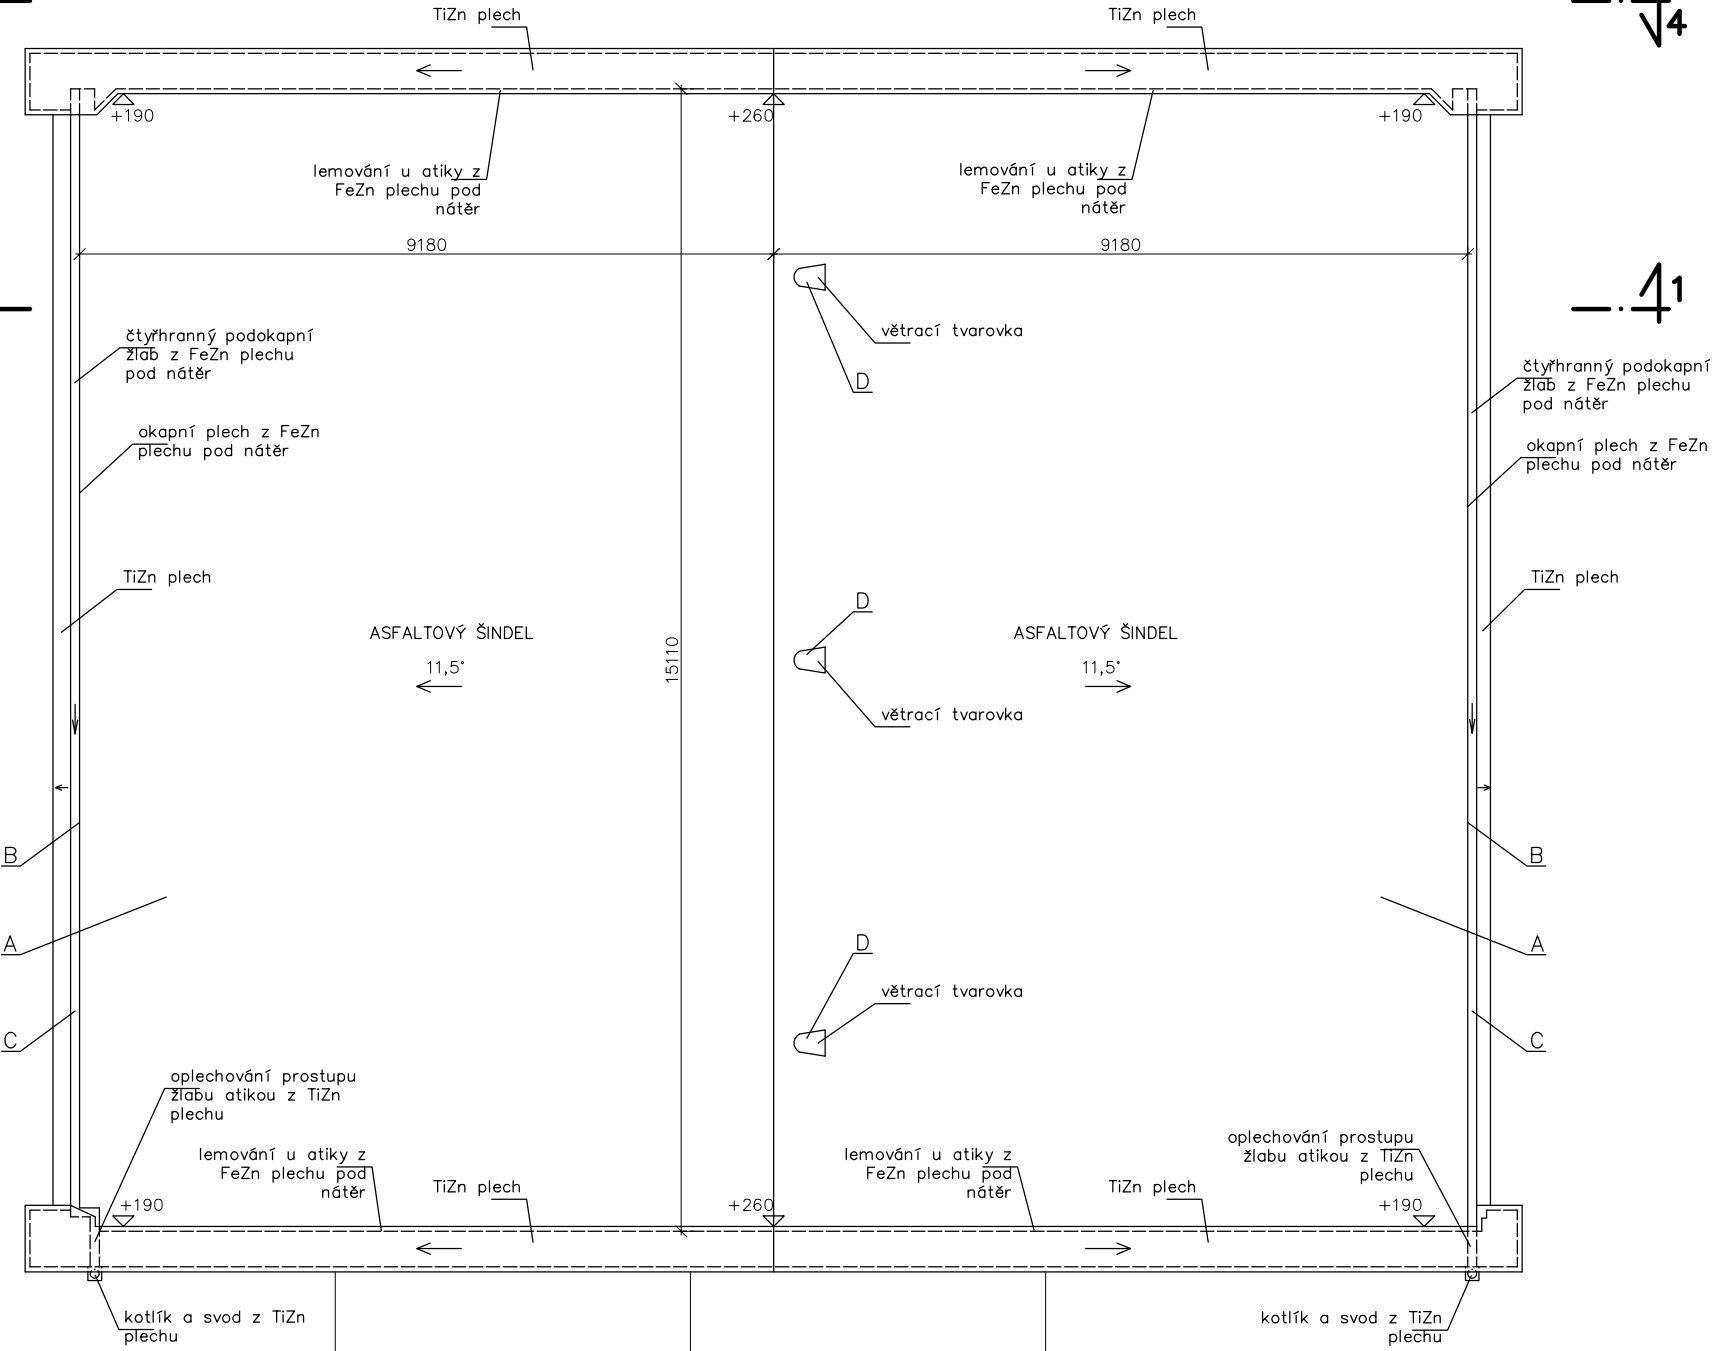 TiZn plech
TiZn plech
4
+190
+260
+190
lemování u atiky z
FeZn plechu pod
nátěr
lemování u atiky z
FeZn plechu pod
nátěr
9180
9180
1
větrací tvarovka
D
čtyřhranný podokapní
žlab z FeZn plechu
pod nátěr
čtyřhranný podokapní
žlab z FeZn plechu
pod nátěr
okapní plech z FeZn
plechu pod nátěr
okapní plech z FeZn
plechu pod nátěr
TiZn plech
TiZn plech
D
ASFALTOVÝ ŠINDEL
11,5°
15110
ASFALTOVÝ ŠINDEL
11,5°
větrací tvarovka
B
B
A
D
A
větrací tvarovka
C
C
oplechování prostupu
žlabu atikou z TiZn
plechu
lemování u atiky z
FeZn plechu pod
nátěr
lemování u atiky z
FeZn plechu pod
nátěr
oplechování prostupu
žlabu atikou z TiZn
plechu
TiZn plech
TiZn plech
+190
+260
+190
kotlík a svod z TiZn
plechu
kotlík a svod z TiZn
plechu